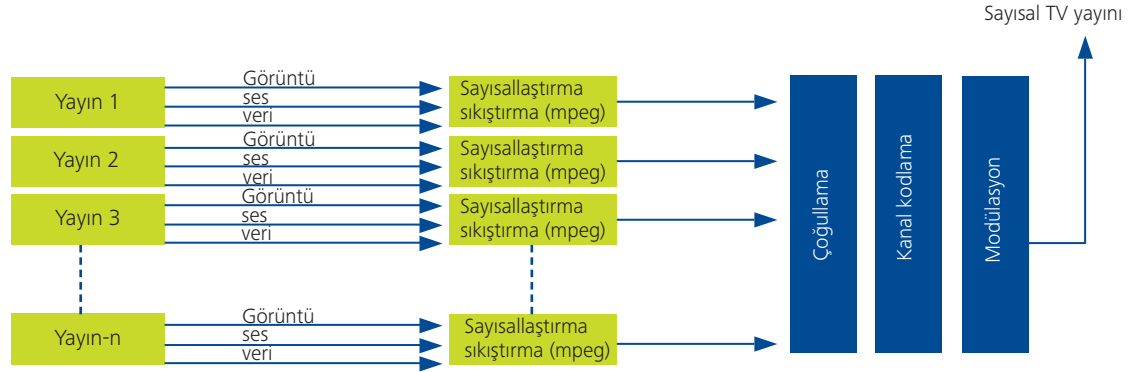 Sayısal TV yayını
Yayın 1
Görüntü
ses
veri
Sayısallaştırma
sıkıştırma (mpeg)
Yayın 2
Görüntü
ses
veri
Sayısallaştırma
sıkıştırma (mpeg)
Yayın 3
Görüntü
ses
veri
Sayısallaştırma
sıkıştırma (mpeg)
Yayın-n
Görüntü
ses
veri
Sayısallaştırma
sıkıştırma (mpeg)
Çoğullama
Kanal kodlama
Modülasyon